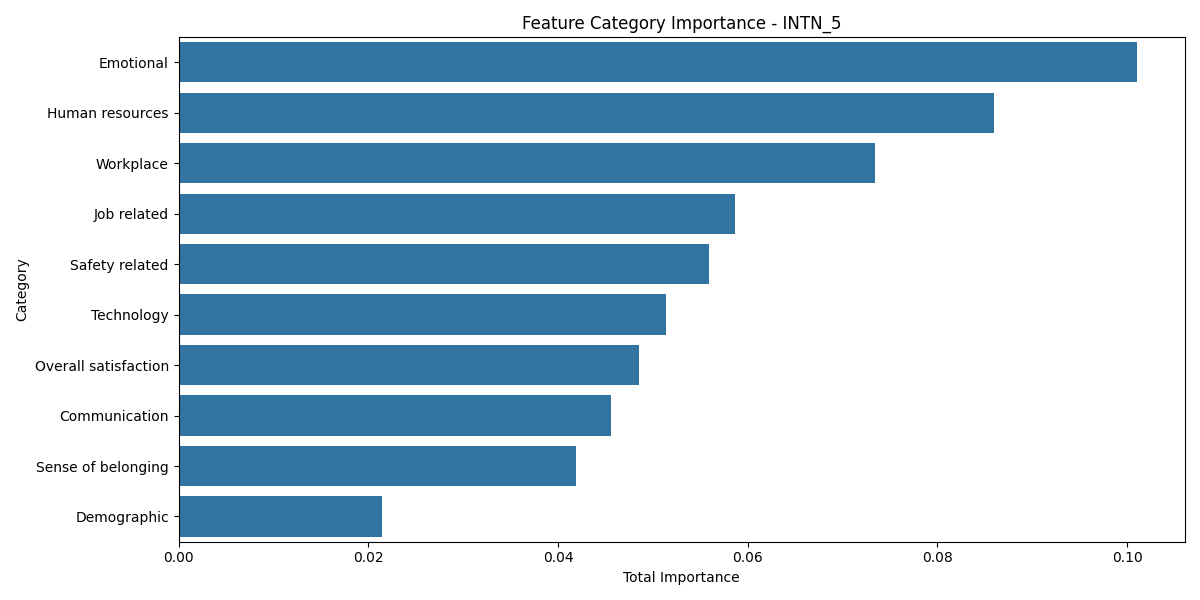 Feature Category Importance - INTN_5
Category
Emotional
Human resources
Workplace
Job related
Safety related
Technology
Overall satisfaction
Communication
Sense of belonging
Demographic
0.00 0.02 0.04 0.06 0.08 0.10
Total Importance